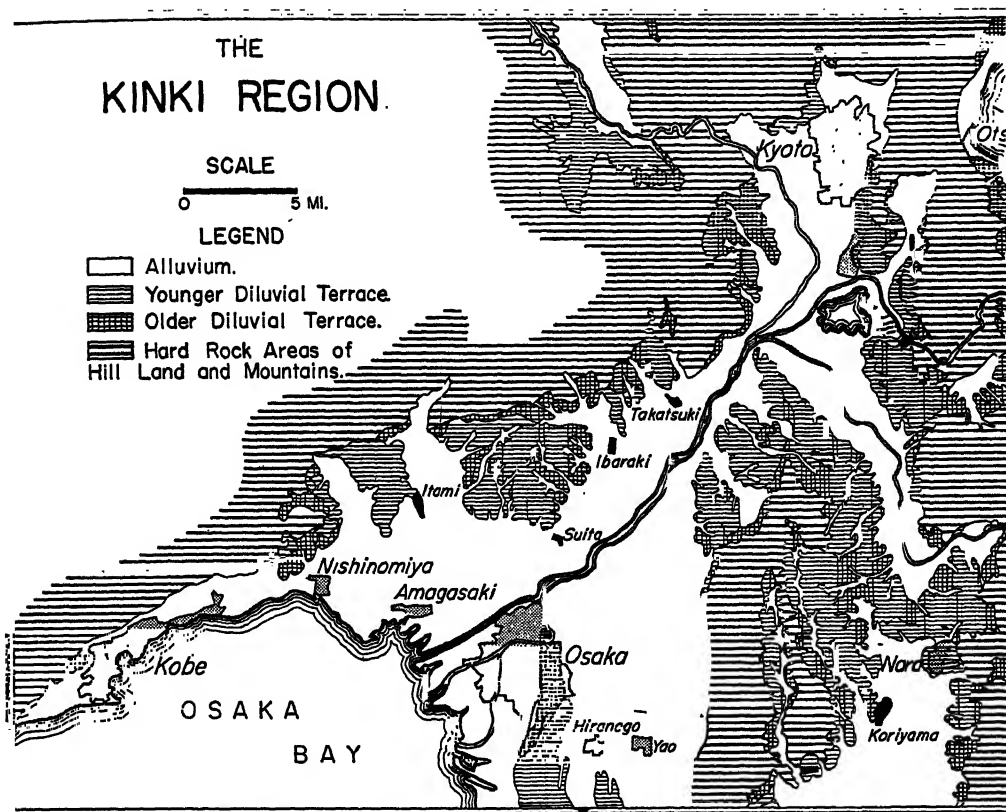 THE
KINKI REGION
SCALE
0 5 MI.
LEGEND
Alluvium.
Younger Diluvial Terrace.
Older Diluvial Terrace.
Hard Rock Areas of
Hill Land and Mountains.
Kyoto
Ots
Takatsuki
Ibaraki
Itami
Suita
Nishinomiya
Amagasaki
Kobe
Osaka
Nara
Koriyama
OSAKA
BAY
Hiranogo
Yao